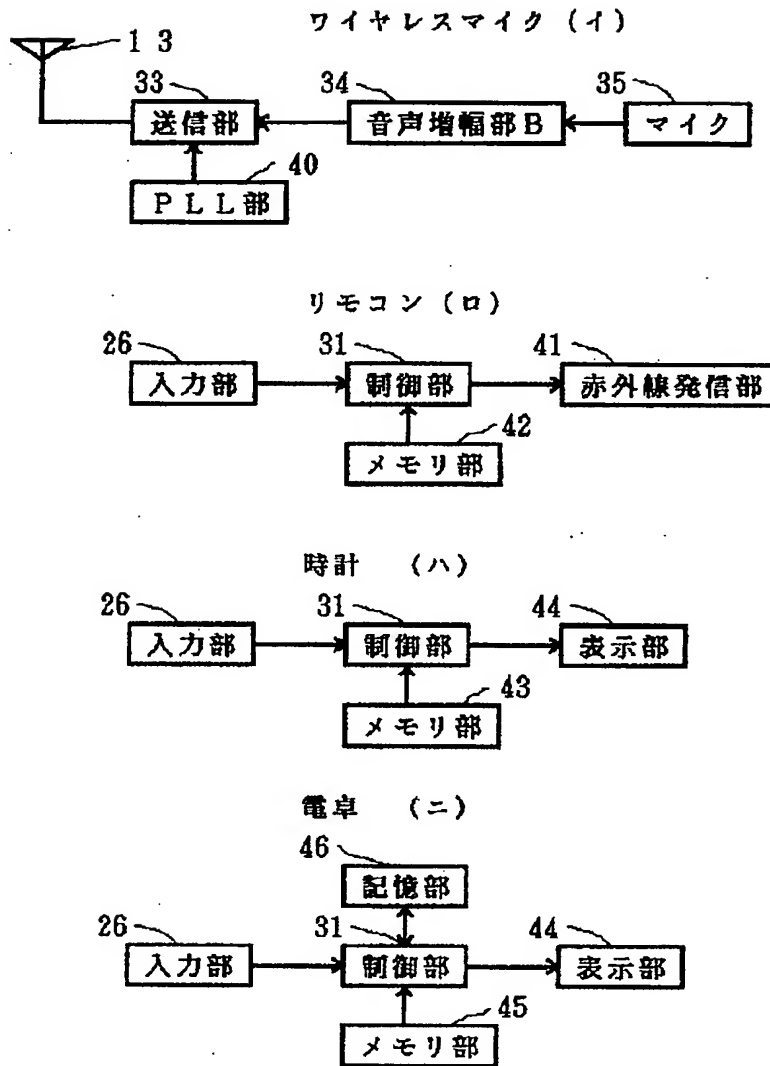 ワイヤレスマイク(イ)
13
33
34
35
送信部
音声増幅部B
マイク
40
PLL部
リモコン(ロ)
26
31
41
入力部
制御部
赤外線発信部
42
メモリ部
時計 (ハ)
26
31
44
入力部
制御部
表示部
43
メモリ部
電卓 (ニ)
46
記憶部
26
31
44
入力部
制御部
表示部
45
メモリ部